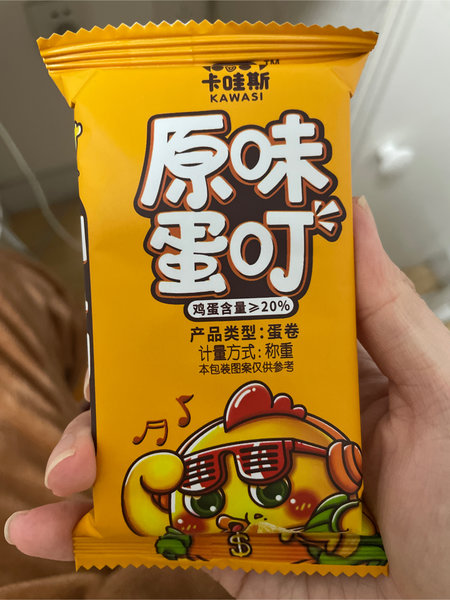 卡哇斯
KAWASI
原味
蛋叮
鸡蛋含量≥20%
产品类型:蛋卷
计量方式:称重
本包装图案仅供参考
$